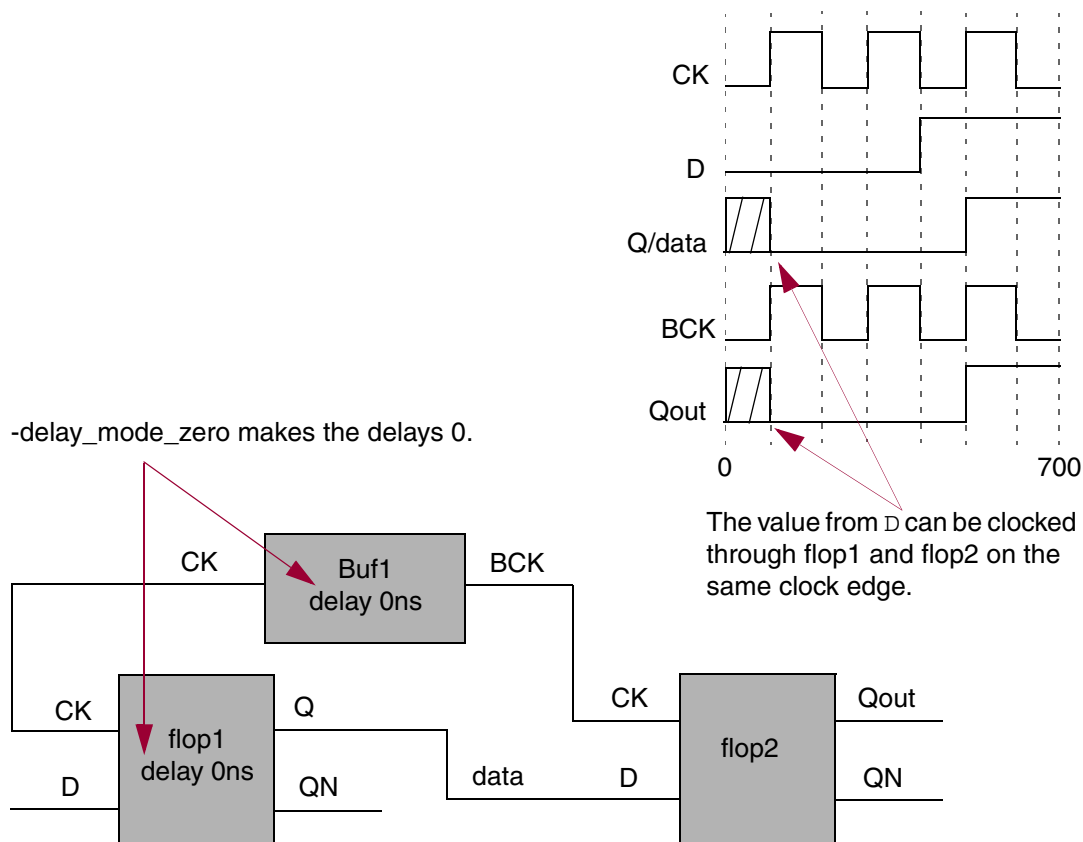 CK
D
Q/data
BCK
Qout
0 700
-delay_mode_zero makes the delays 0.
The value from D can be clocked
through flop1 and flop2 on the
same clock edge.
CK
Buf1
delay 0ns
BCK
CK
flop1
delay 0ns
D
Q
QN
data
CK
D
flop2
Qout
QN